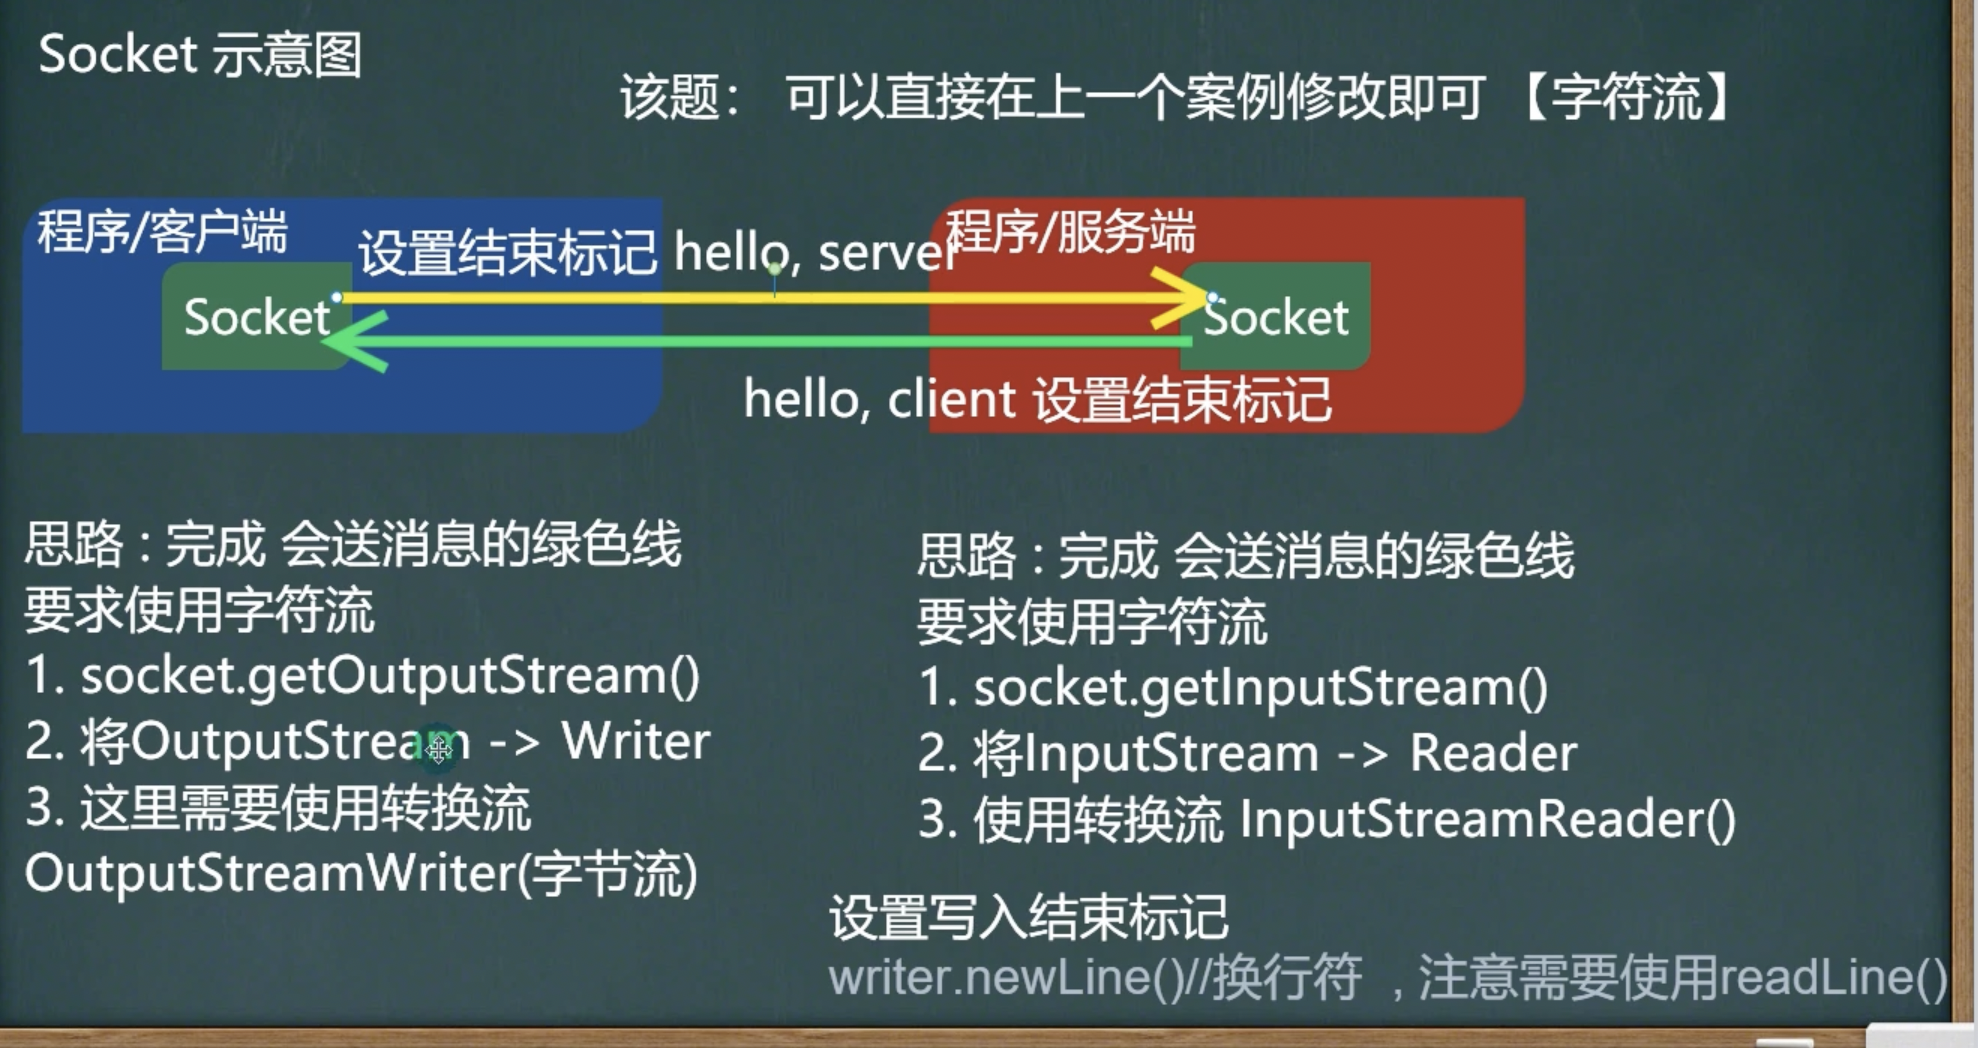 Socket 示意图
该题： 可以直接在上一个案例修改即可 【字符流】
程序/客户端
设置结束标记 hello, server
程序/服务端
Socket
Socket
hello, client 设置结束标记
思路 : 完成 会送消息的绿色线
要求使用字符流
1. socket.getOutputStream()
2. 将OutputStream -> Writer
3. 这里需要使用转换流
OutputStreamWriter(字节流)
思路 : 完成 会送消息的绿色线
要求使用字符流
1. socket.getInputStream()
2. 将InputStream -> Reader
3. 使用转换流 InputStreamReader()
设置写入结束标记
writer.newLine()//换行符 , 注意需要使用readLine()